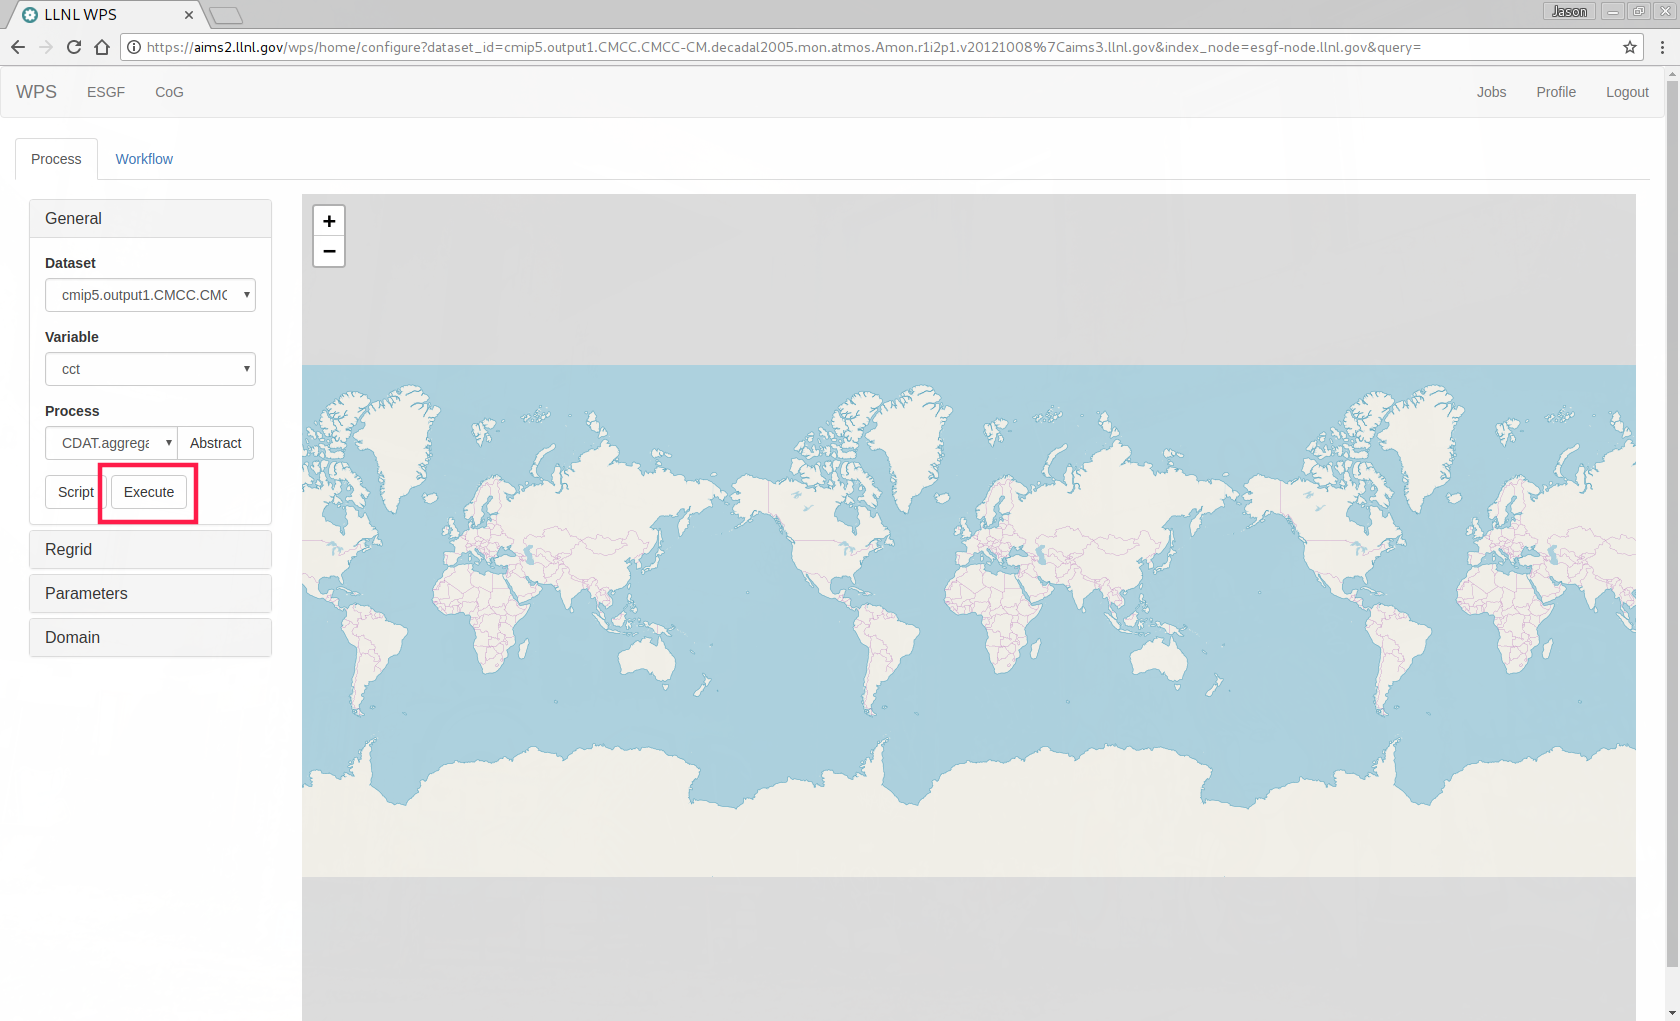 LLNL WPS
Jason
https://aims2.llnl.gov/wps/home/configure?dataset_id=cmip5.output1.CMCC.CMCC-CM.decadal2005.mon.atmos.Amon.r1i2p1.v20121008%7Caims3.llnl.gov&index_node=esgf-node.llnl.gov&query=
WPS ESGF CoG Jobs Profile Logout
Process Workflow
General
+
−
Dataset
cmip5.output1.CMCC.CMC
Variable
cct
Process
CDAT.aggrega Abstract
Script Execute
Regrid
Parameters
Domain